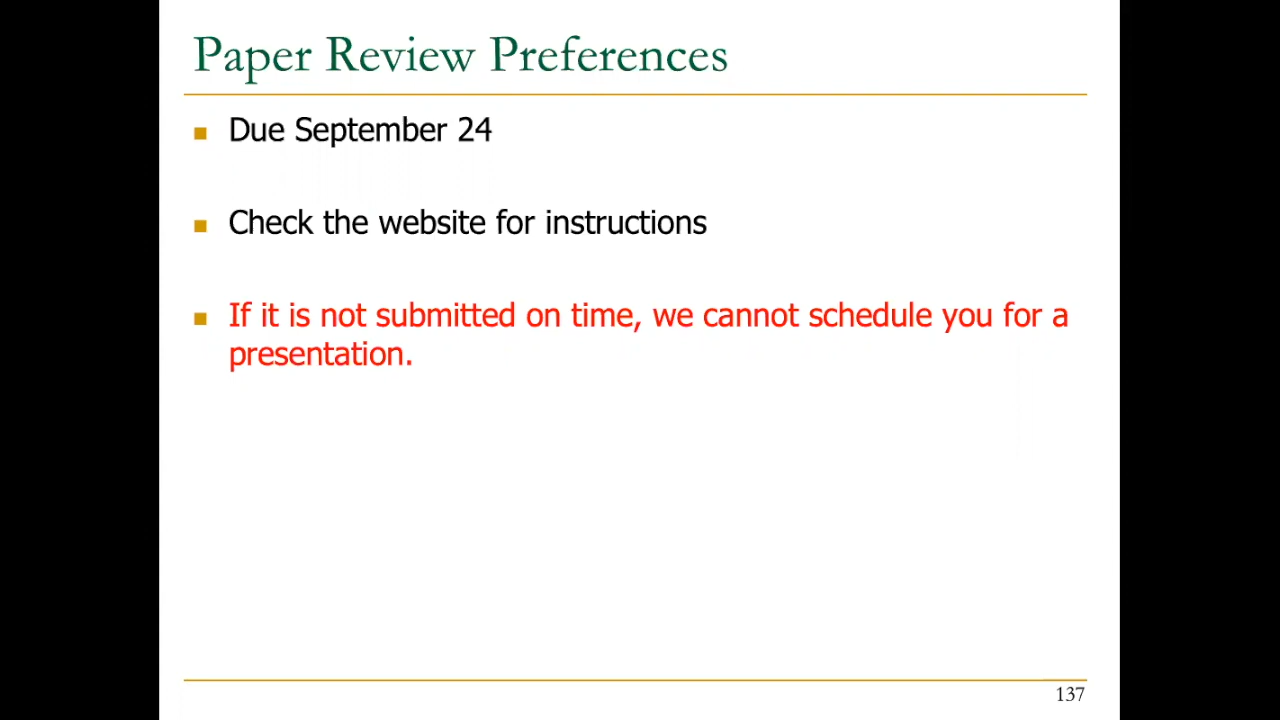 Paper Review Preferences
Due September 24
Check the website for instructions
If it is not submitted on time, we cannot schedule you for a
presentation.
137